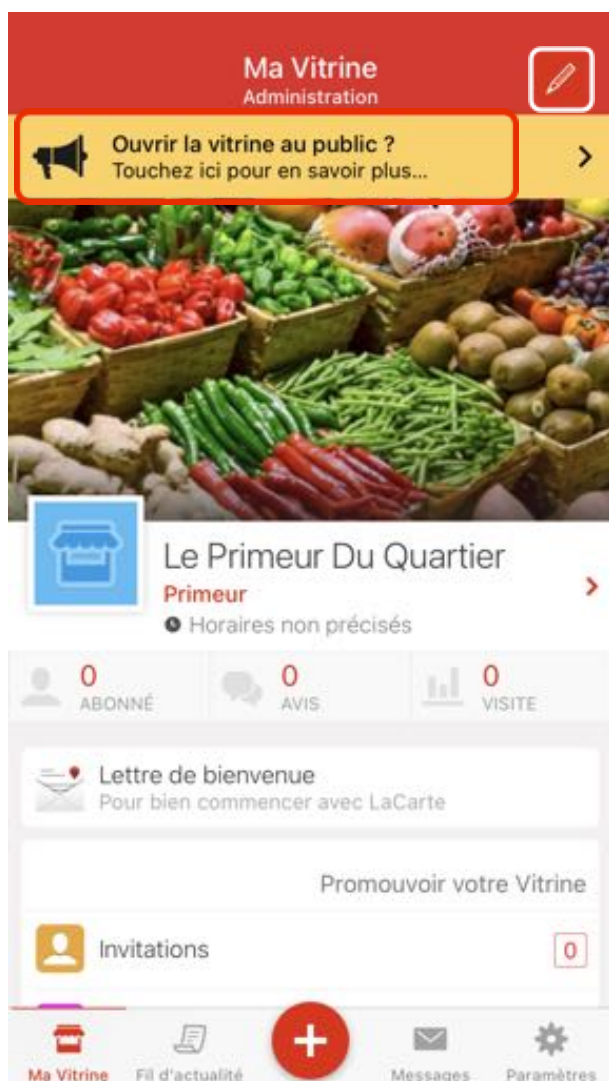 Ma Vitrine
Administration
Ouvrir la vitrine au public ?
Touchez ici pour en savoir plus...
Le Primeur Du Quartier
Primeur
Horaires non précisés
0
ABONNÉ
0
AVIS
0
VISITE
Lettre de bienvenue
Pour bien commencer avec LaCarte
Promouvoir votre Vitrine
Invitations
0
Ma Vitrine
Fil d'actualité
Messages
Paramètres